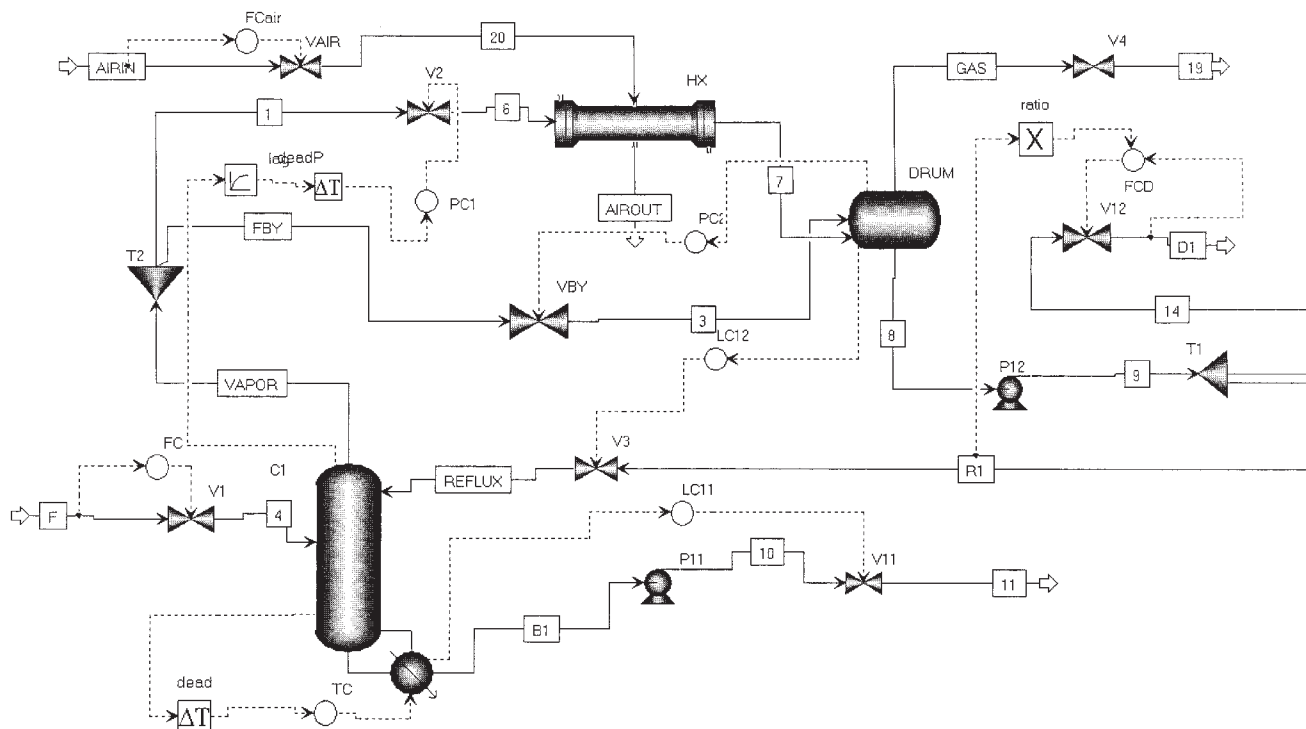 FCair
VAIR
20
AIRIN
V2
HX
GAS
V4
19
1
6
ratio
X
lag
deadP
ΔT
PC1
7
DRUM
FCD
AIROUT
PC2
V12
D1
FBY
T2
VBY
3
14
LC12
8
P12
9
T1
VAPOR
FC
C1
V3
REFLUX
R1
V1
LC11
F
4
P11
10
V11
11
B1
dead
TC
ΔT